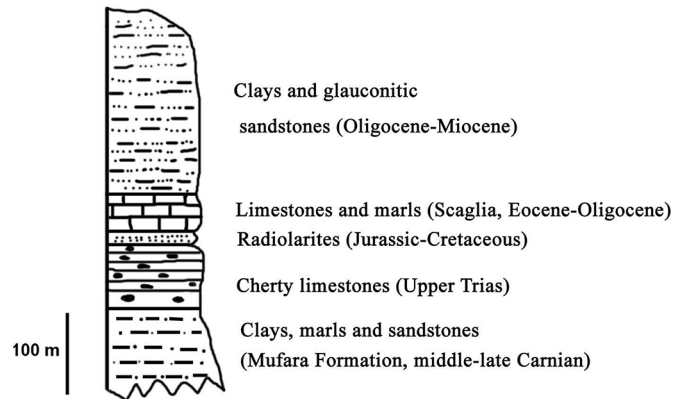 Clays and glauconitic
sandstones (Oligocene-Miocene)
Limestones and marls (Scaglia, Eocene-Oligocene)
Radiolarites (Jurassic-Cretaceous)
Cherty limestones (Upper Trias)
Clays, marls and sandstones
(Mufara Formation, middle-late Carnian)
100 m